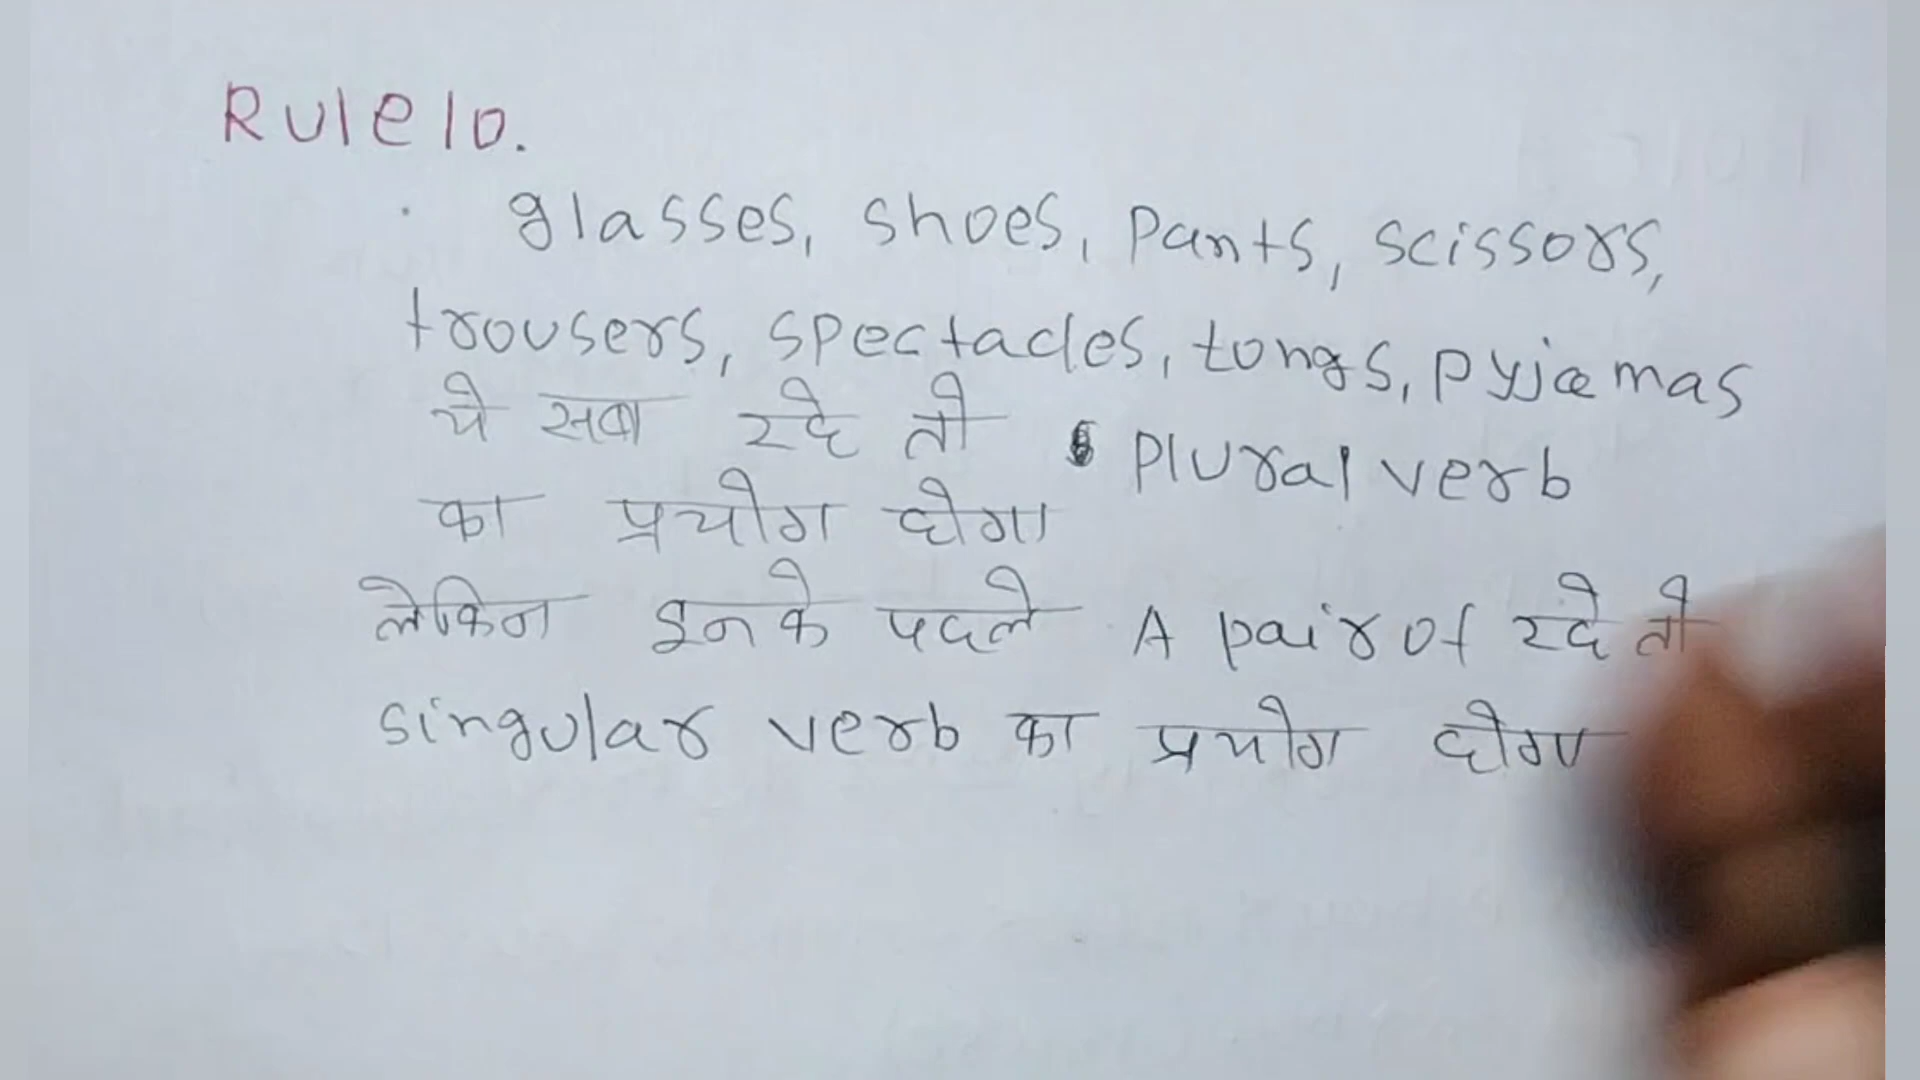 Rule 10.
glasses, shoes, pants, scissors,
trousers, spectacles, tongs, pyjamas
ये सब रहे तो plural verb
का प्रयोग होगा
लेकिन इनके पहले A pair of रहे तो
singular verb का प्रयोग होगा